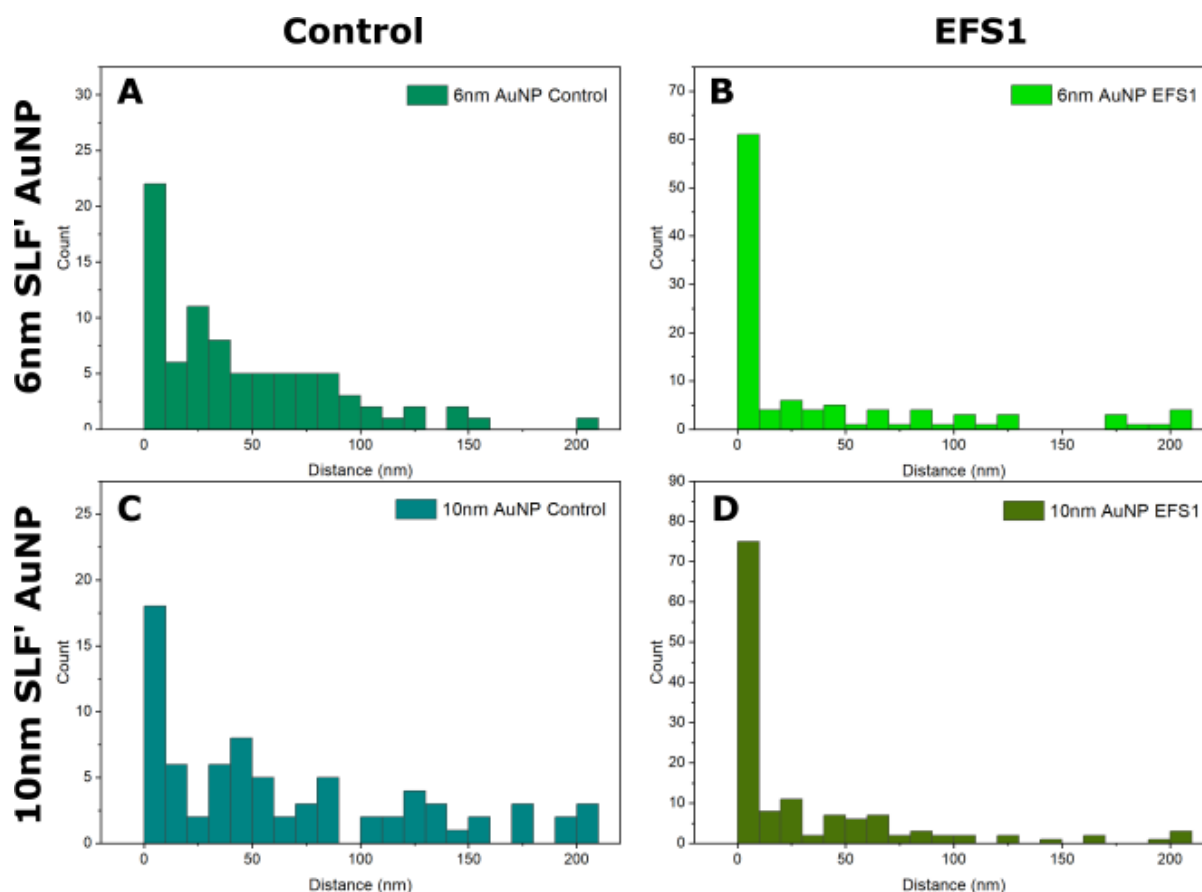 Control
EFS1
6nm SLF' AuNP
A
6nm AuNP Control
30
25
20
15
10
5
0
Count
0
50
100
150
200
Distance (nm)
B
6nm AuNP EFS1
70
60
50
40
30
20
10
0
Count
0
50
100
150
200
Distance (nm)
10nm SLF' AuNP
C
10nm AuNP Control
25
20
15
10
5
0
Count
0
50
100
150
200
Distance (nm)
D
10nm AuNP EFS1
90
80
70
60
50
40
30
20
10
0
Count
0
50
100
150
200
Distance (nm)